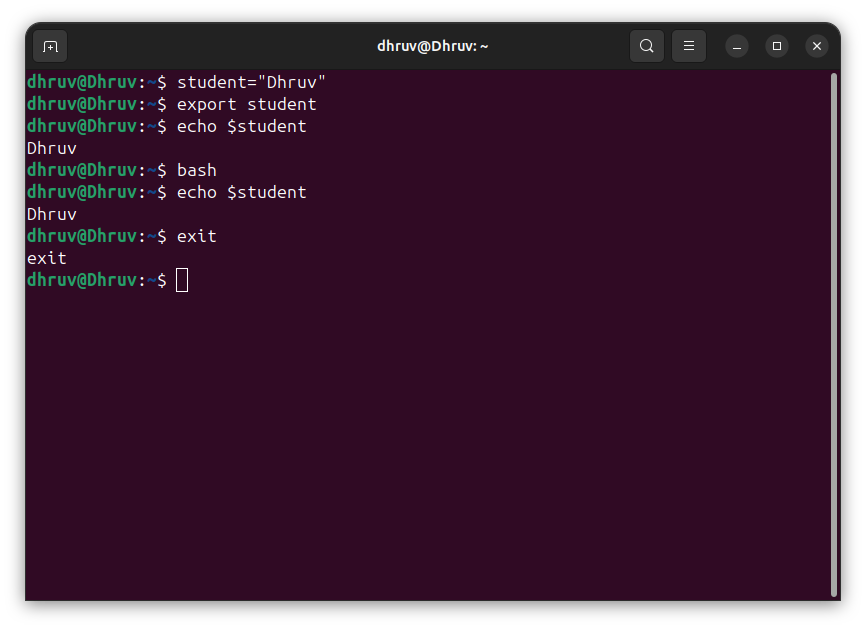 dhruv@Dhruv: ~
dhruv@Dhruv:~$ student="Dhruv"
dhruv@Dhruv:~$ export student
dhruv@Dhruv:~$ echo $student
Dhruv
dhruv@Dhruv:~$ bash
dhruv@Dhruv:~$ echo $student
Dhruv
dhruv@Dhruv:~$ exit
exit
dhruv@Dhruv:~$